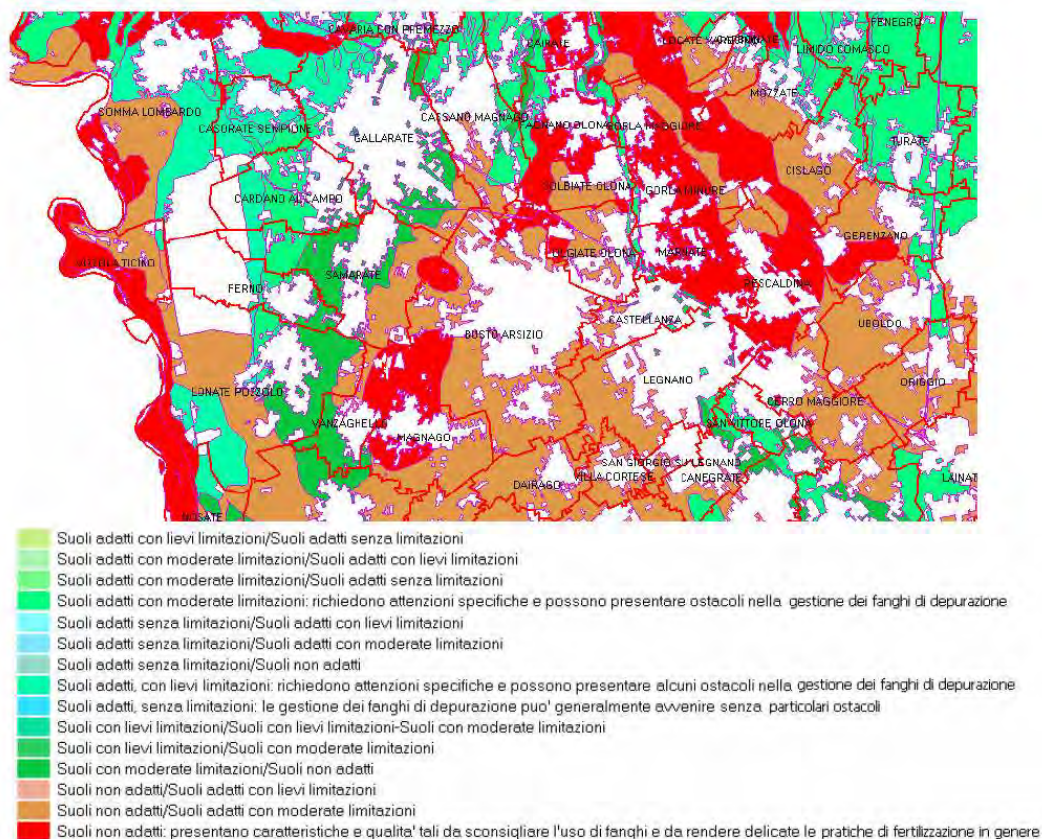 CAVARIA CON PREMEZZO
FENEGRO
CAIRATE
LIMIDO COMASCO
MOZZATE
SOMMA LOMBARDO
CASORATE SEMPIONE
CASSANO MAGNAGO
GALLARATE
FAGNANO OLONA
GORLA MAGGIORE
TURATE
CISLAGO
SOLBIATE OLONA
GORLA MINORE
CARDANO AL CAMPO
GERENZANO
OLGIATE OLONA
MARNATE
SAMARATE
RESCALDINA
FERNO
CASTELLANZA
UBOLDO
BUSTO ARSIZIO
LEGNANO
ORIGGIO
LONATE POZZOLO
CERRO MAGGIORE
VANZAGHELLO
SAN VITTORE OLONA
MAGNAGO
SAN GIORGIO SU LEGNANO
VILLA CORTESE
CANEGRATE
LAINAT
DAIRAGO
NOSATE
Suoli adatti con lievi limitazioni/Suoli adatti senza limitazioni
Suoli adatti con moderate limitazioni/Suoli adatti con lievi limitazioni
Suoli adatti con moderate limitazioni/Suoli adatti senza limitazioni
Suoli adatti con moderate limitazioni: richiedono attenzioni specifiche e possono presentare ostacoli nella gestione dei fanghi di depurazione
Suoli adatti senza limitazioni/Suoli adatti con lievi limitazioni
Suoli adatti senza limitazioni/Suoli adatti con moderate limitazioni
Suoli adatti senza limitazioni/Suoli non adatti
Suoli adatti, con lievi limitazioni: richiedono attenzioni specifiche e possono presentare alcuni ostacoli nella gestione dei fanghi di depurazione
Suoli adatti, senza limitazioni: le gestione dei fanghi di depurazione puo' generalmente avvenire senza particolari ostacoli
Suoli con lievi limitazioni/Suoli con lievi limitazioni-Suoli con moderate limitazioni
Suoli con lievi limitazioni/Suoli con moderate limitazioni
Suoli con moderate limitazioni/Suoli non adatti
Suoli non adatti/Suoli adatti con lievi limitazioni
Suoli non adatti/Suoli adatti con moderate limitazioni
Suoli non adatti: presentano caratteristiche e qualita' tali da sconsigliare l'uso di fanghi e da rendere delicate le pratiche di fertilizzazione in genere